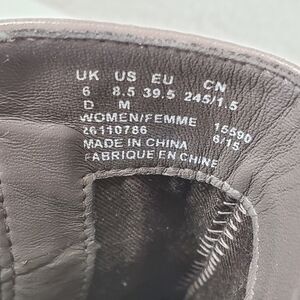 UK US EU CN
6 8.5 39.5 245/1.5
D M
WOMEN/FEMME 15590
26110786 6/15
MADE IN CHINA
FABRIQUE EN CHINE